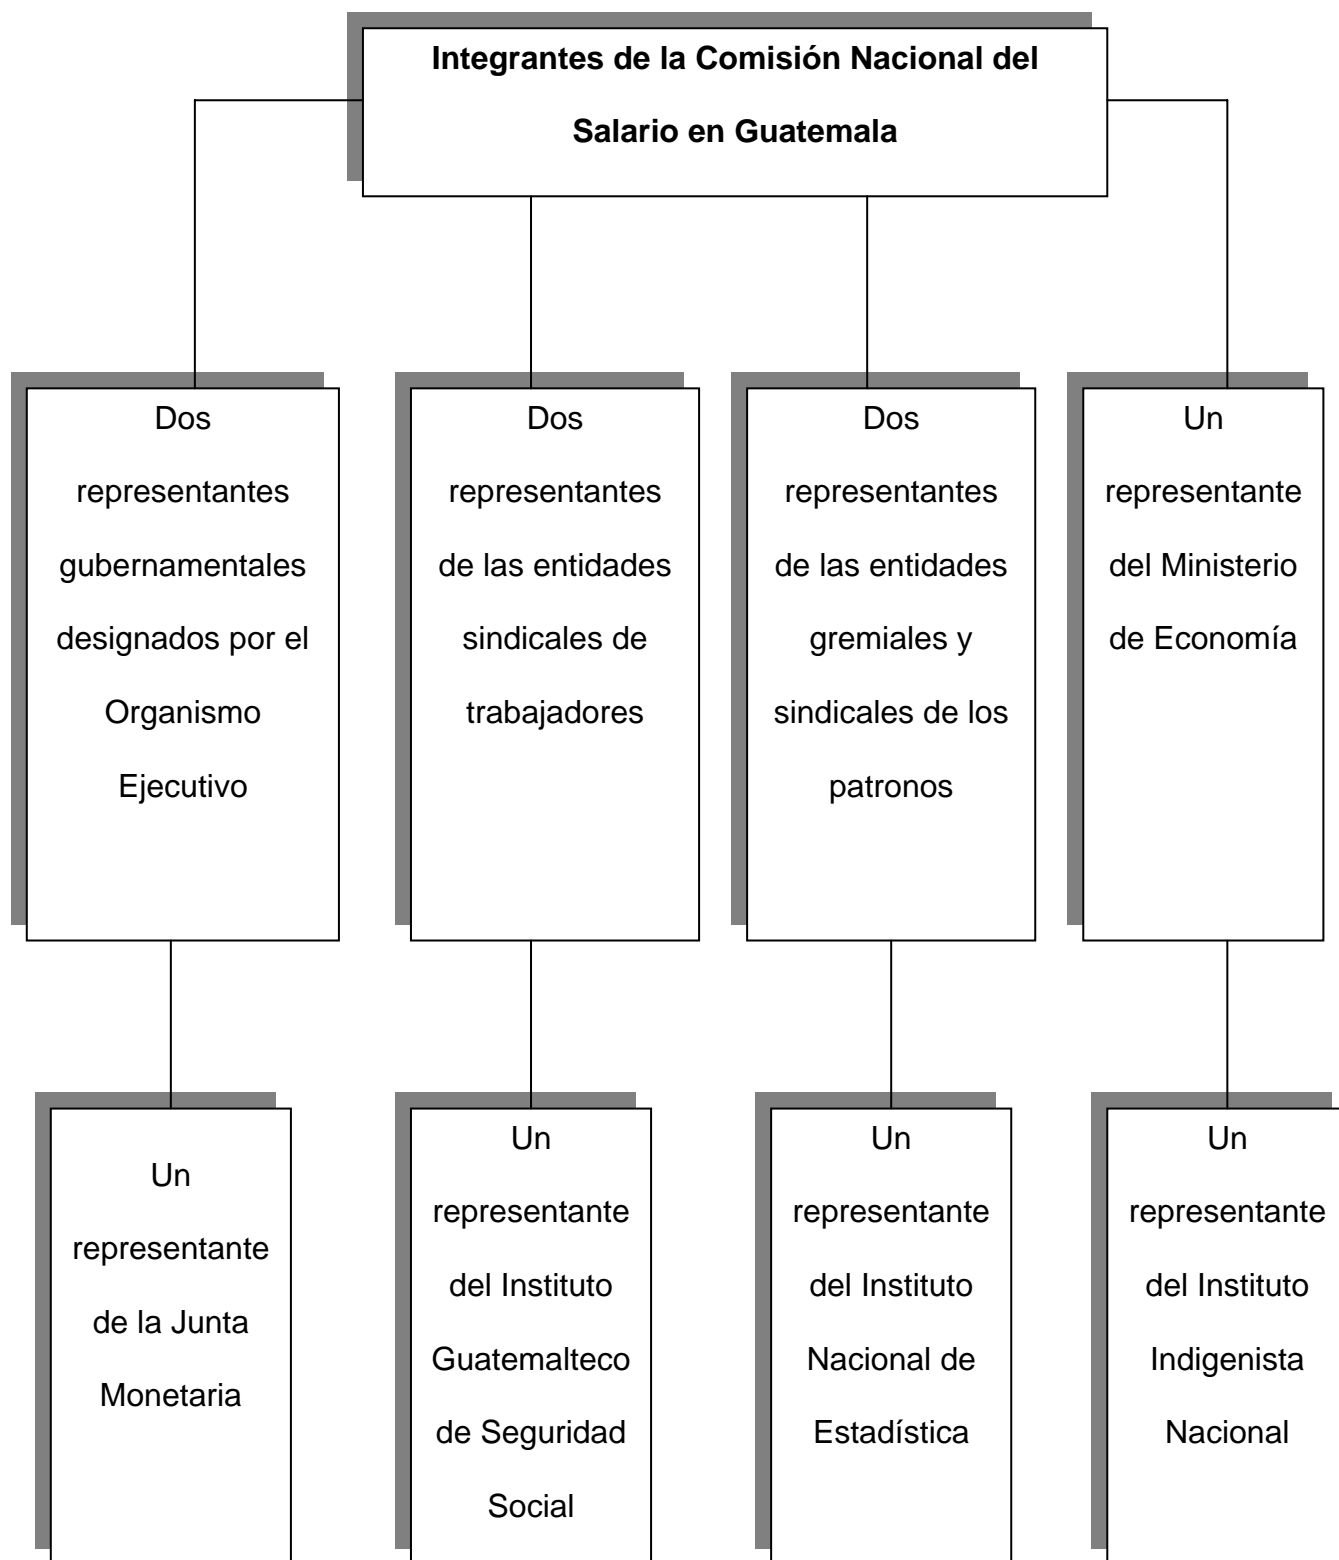 Integrantes de la Comisión Nacional del
Salario en Guatemala
Dos
representantes
gubernamentales
designados por el
Organismo
Ejecutivo
Dos
representantes
de las entidades
sindicales de
trabajadores
Dos
representantes
de las entidades
gremiales y
sindicales de los
patronos
Un
representante
del Ministerio
de Economía
Un
representante
de la Junta
Monetaria
Un
representante
del Instituto
Guatemalteco
de Seguridad
Social
Un
representante
del Instituto
Nacional de
Estadística
Un
representante
del Instituto
Indigenista
Nacional